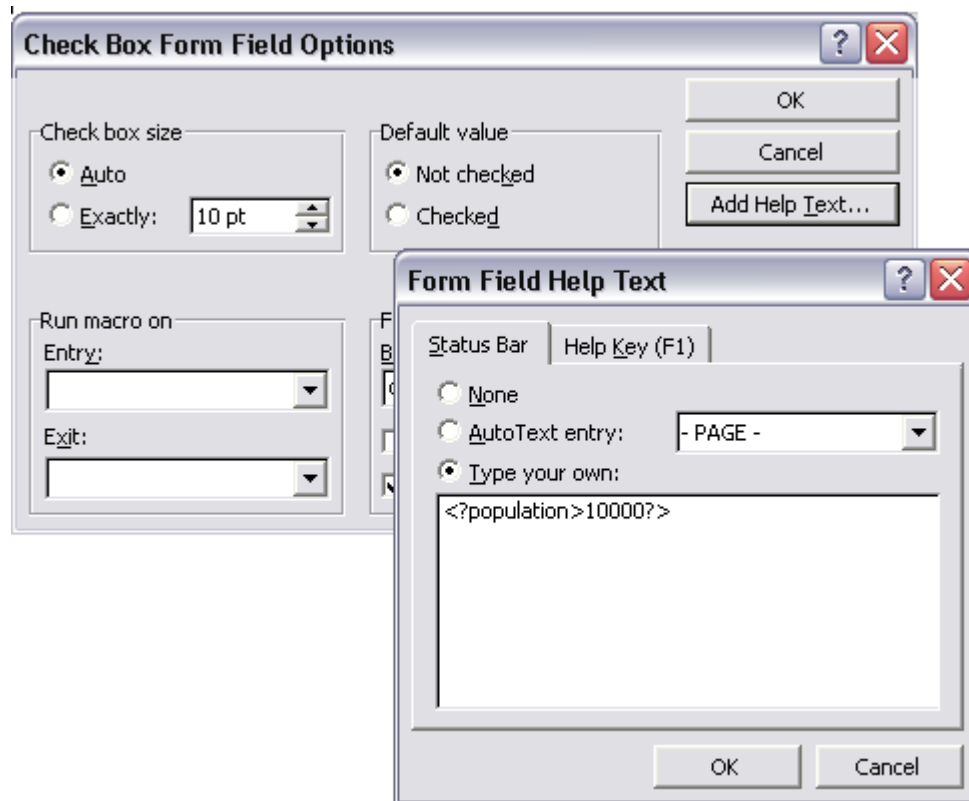 Check Box Form Field Options
OK
Check box size
Default value
Cancel
Auto
Not checked
Add Help Text...
Exactly:
10 pt
Checked
Form Field Help Text
Run macro on
F
Status Bar
Help Key (F1)
Entry:
B
None
AutoText entry:
- PAGE -
Exit:
Type your own:
<?population>10000?>
OK
Cancel